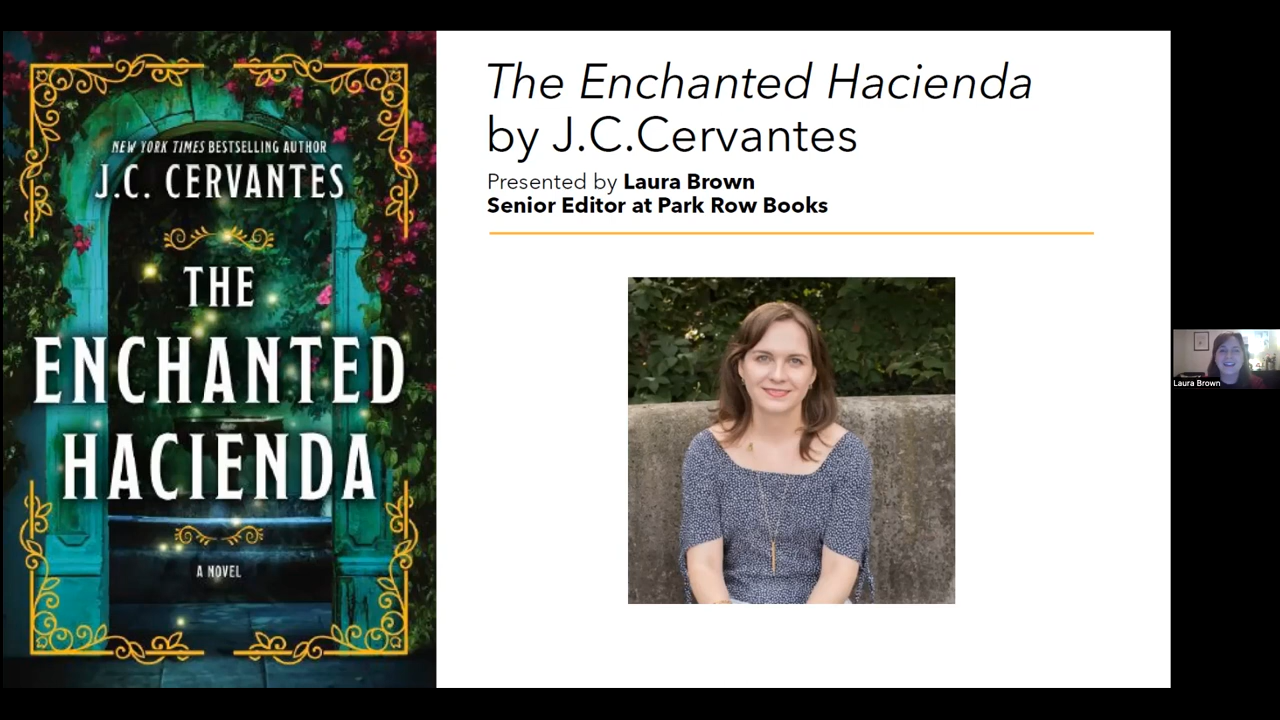 NEW YORK TIMES BESTSELLING AUTHOR
J.C. CERVANTES
THE
ENCHANTED
HACIENDA
A NOVEL
The Enchanted Hacienda
by J.C.Cervantes
Presented by Laura Brown
Senior Editor at Park Row Books
Laura Brown